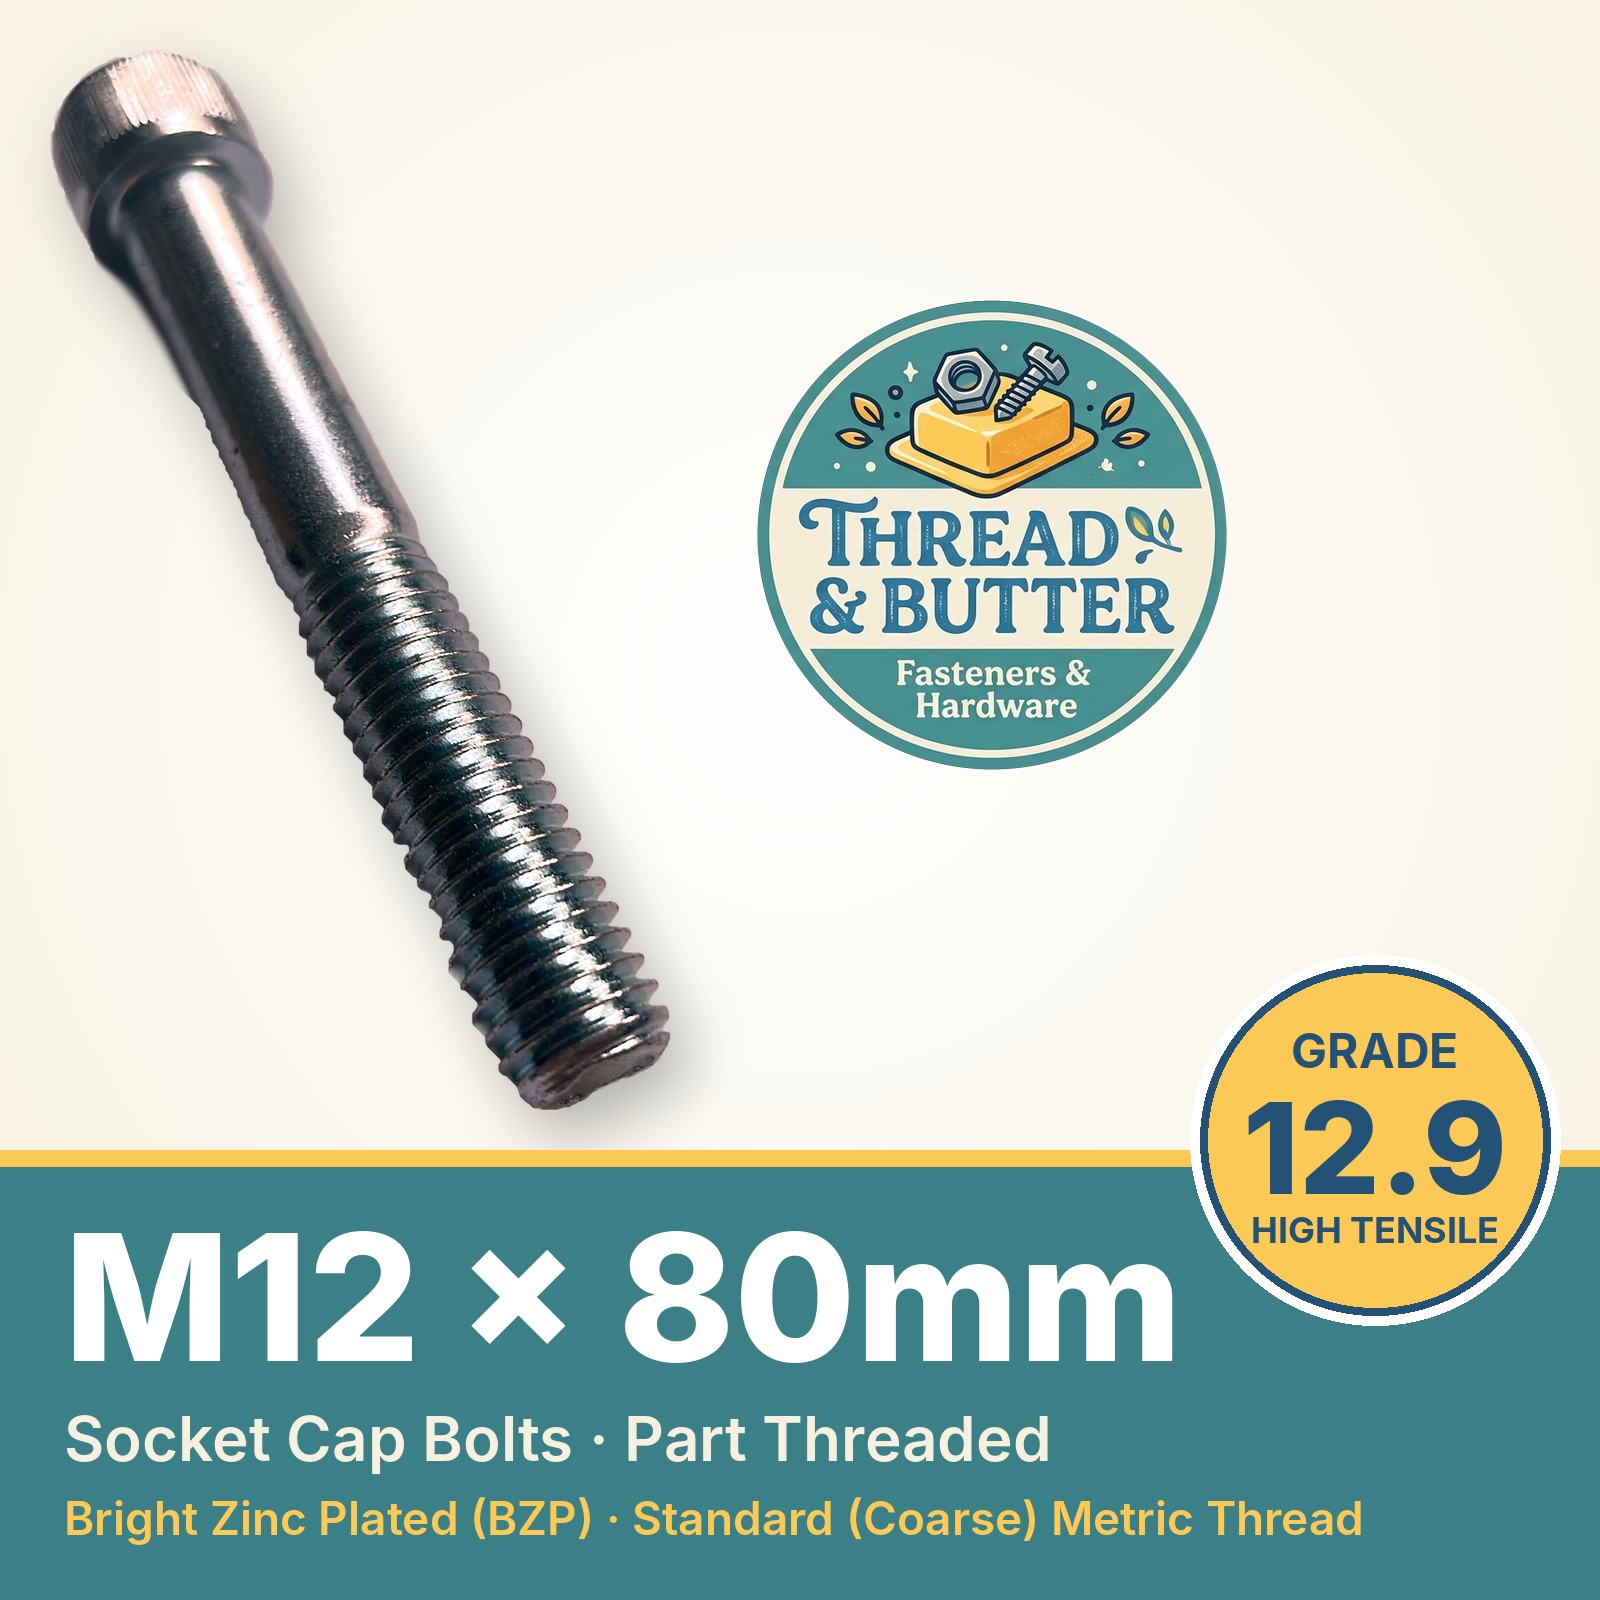 THREAD
& BUTTER
Fasteners &
Hardware
GRADE
12.9
HIGH TENSILE
M12 × 80mm
Socket Cap Bolts · Part Threaded
Bright Zinc Plated (BZP) · Standard (Coarse) Metric Thread